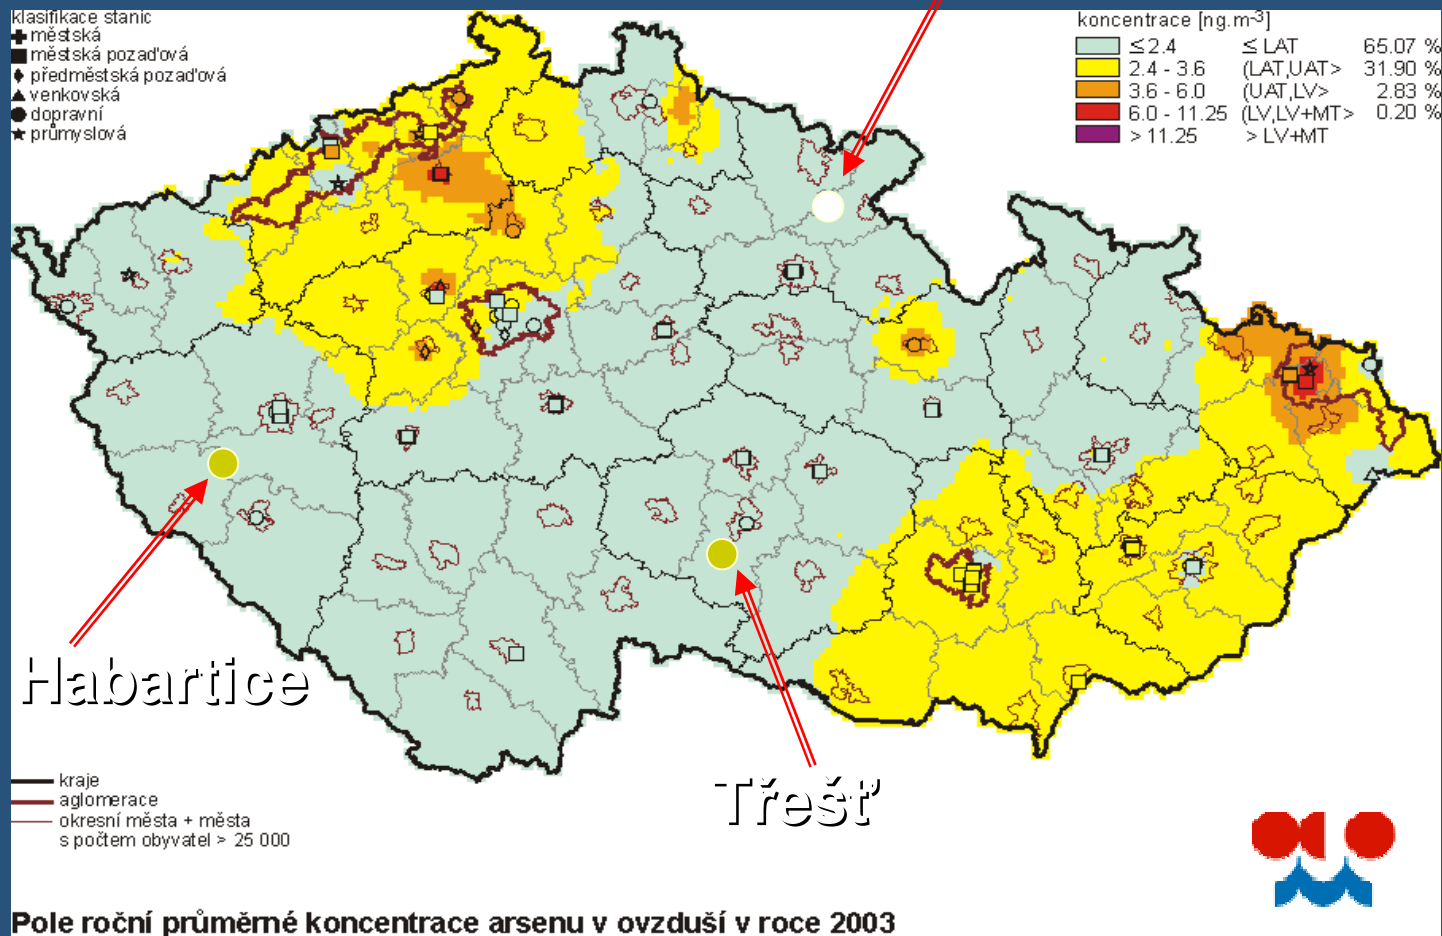 klasifikace stanic
městská
městská pozaďová
předměstská pozaďová
venkovská
dopravní
průmyslová
koncentrace [ng.m-3]
≤ 2.4 ≤ LAT 65.07 %
2.4 - 3.6 (LAT,UAT> 31.90 %
3.6 - 6.0 (UAT,LV> 2.83 %
6.0 - 11.25 (LV,LV+MT> 0.20 %
> 11.25 > LV+MT
Habartice
Třešť
kraje
aglomerace
okresní města + města
s počtem obyvatel > 25 000
Pole roční průměrné koncentrace arsenu v ovzduší v roce 2003